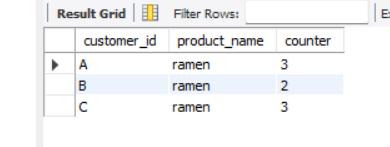 Result Grid Filter Rows: E
customer_id product_name counter
A ramen 3
B ramen 2
C ramen 3